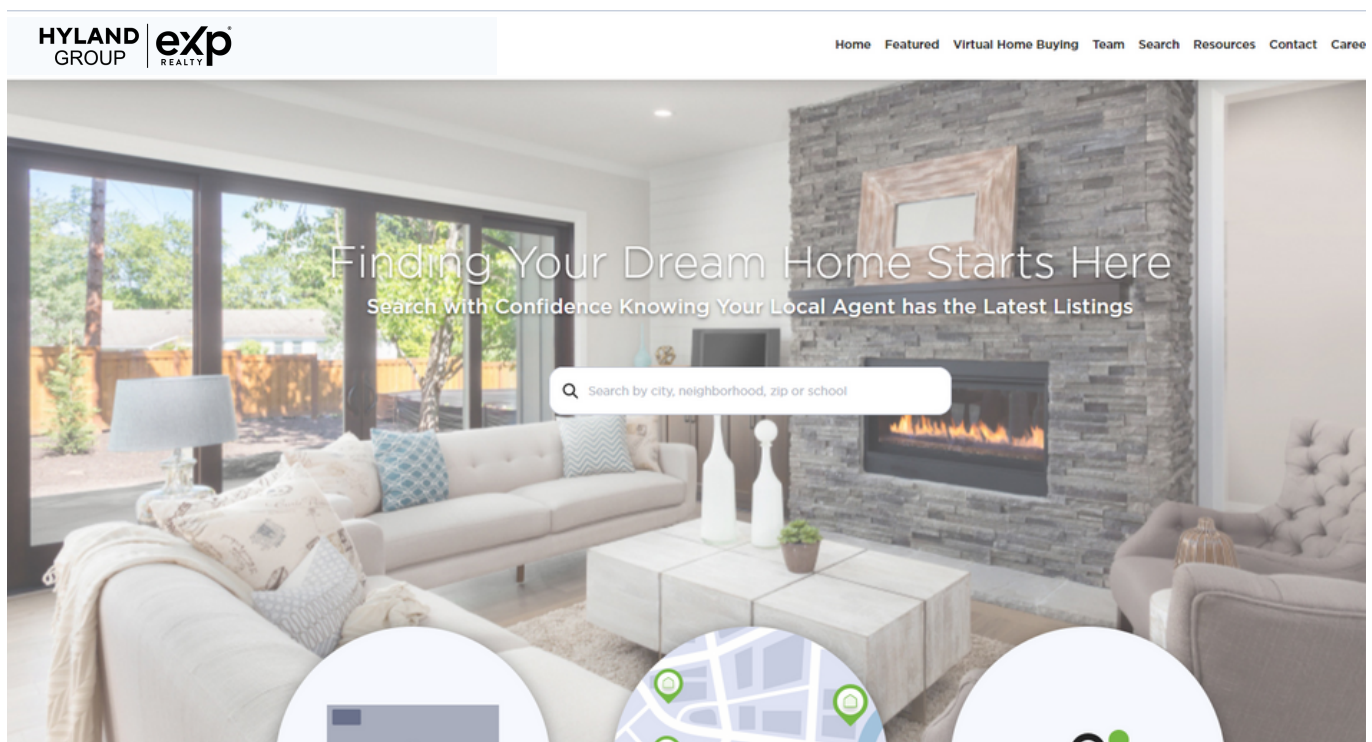 HYLAND
GROUP
eXp
REALTY
Home Featured Virtual Home Buying Team Search Resources Contact Caree
Finding Your Dream Home Starts Here
Search with Confidence Knowing Your Local Agent has the Latest Listings
Search by city, neighborhood, zip or school